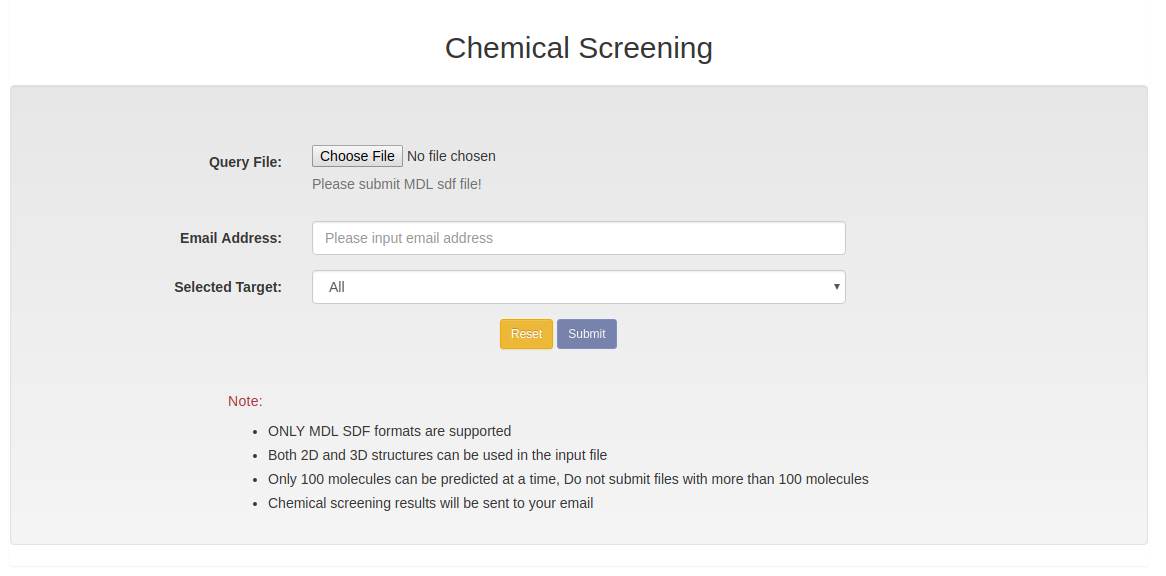 Chemical Screening
Query File: Choose File No file chosen
Please submit MDL sdf file!
Email Address: Please input email address
Selected Target: All
Reset Submit
Note:
ONLY MDL SDF formats are supported
Both 2D and 3D structures can be used in the input file
Only 100 molecules can be predicted at a time, Do not submit files with more than 100 molecules
Chemical screening results will be sent to your email